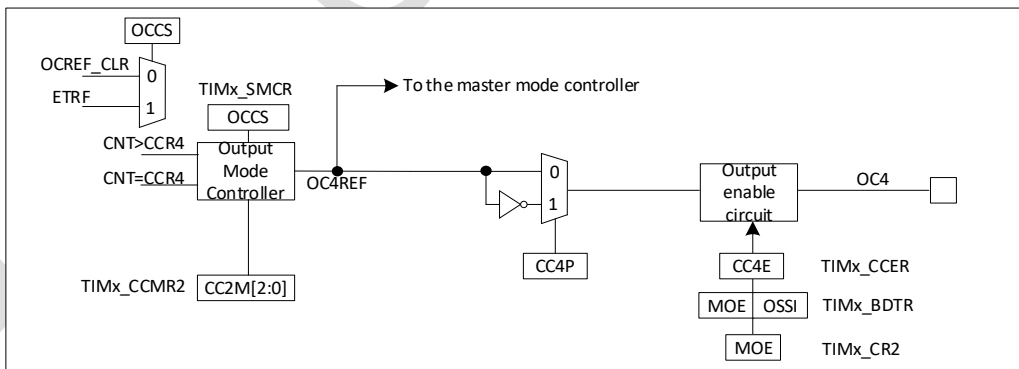 OCCS
OCREF_CLR
0
ETRF
1
To the master mode controller
TIMx_SMCR
OCCS
CNT>CCR4
CNT=CCR4
Output
Mode
Controller
OC4REF
0
1
Output
enable
circuit
OC4
CC4P
CC4E
TIMx_CCER
TIMx_CCMR2
CC2M[2:0]
MOE
OSSI
TIMx_BDTR
MOE
TIMx_CR2